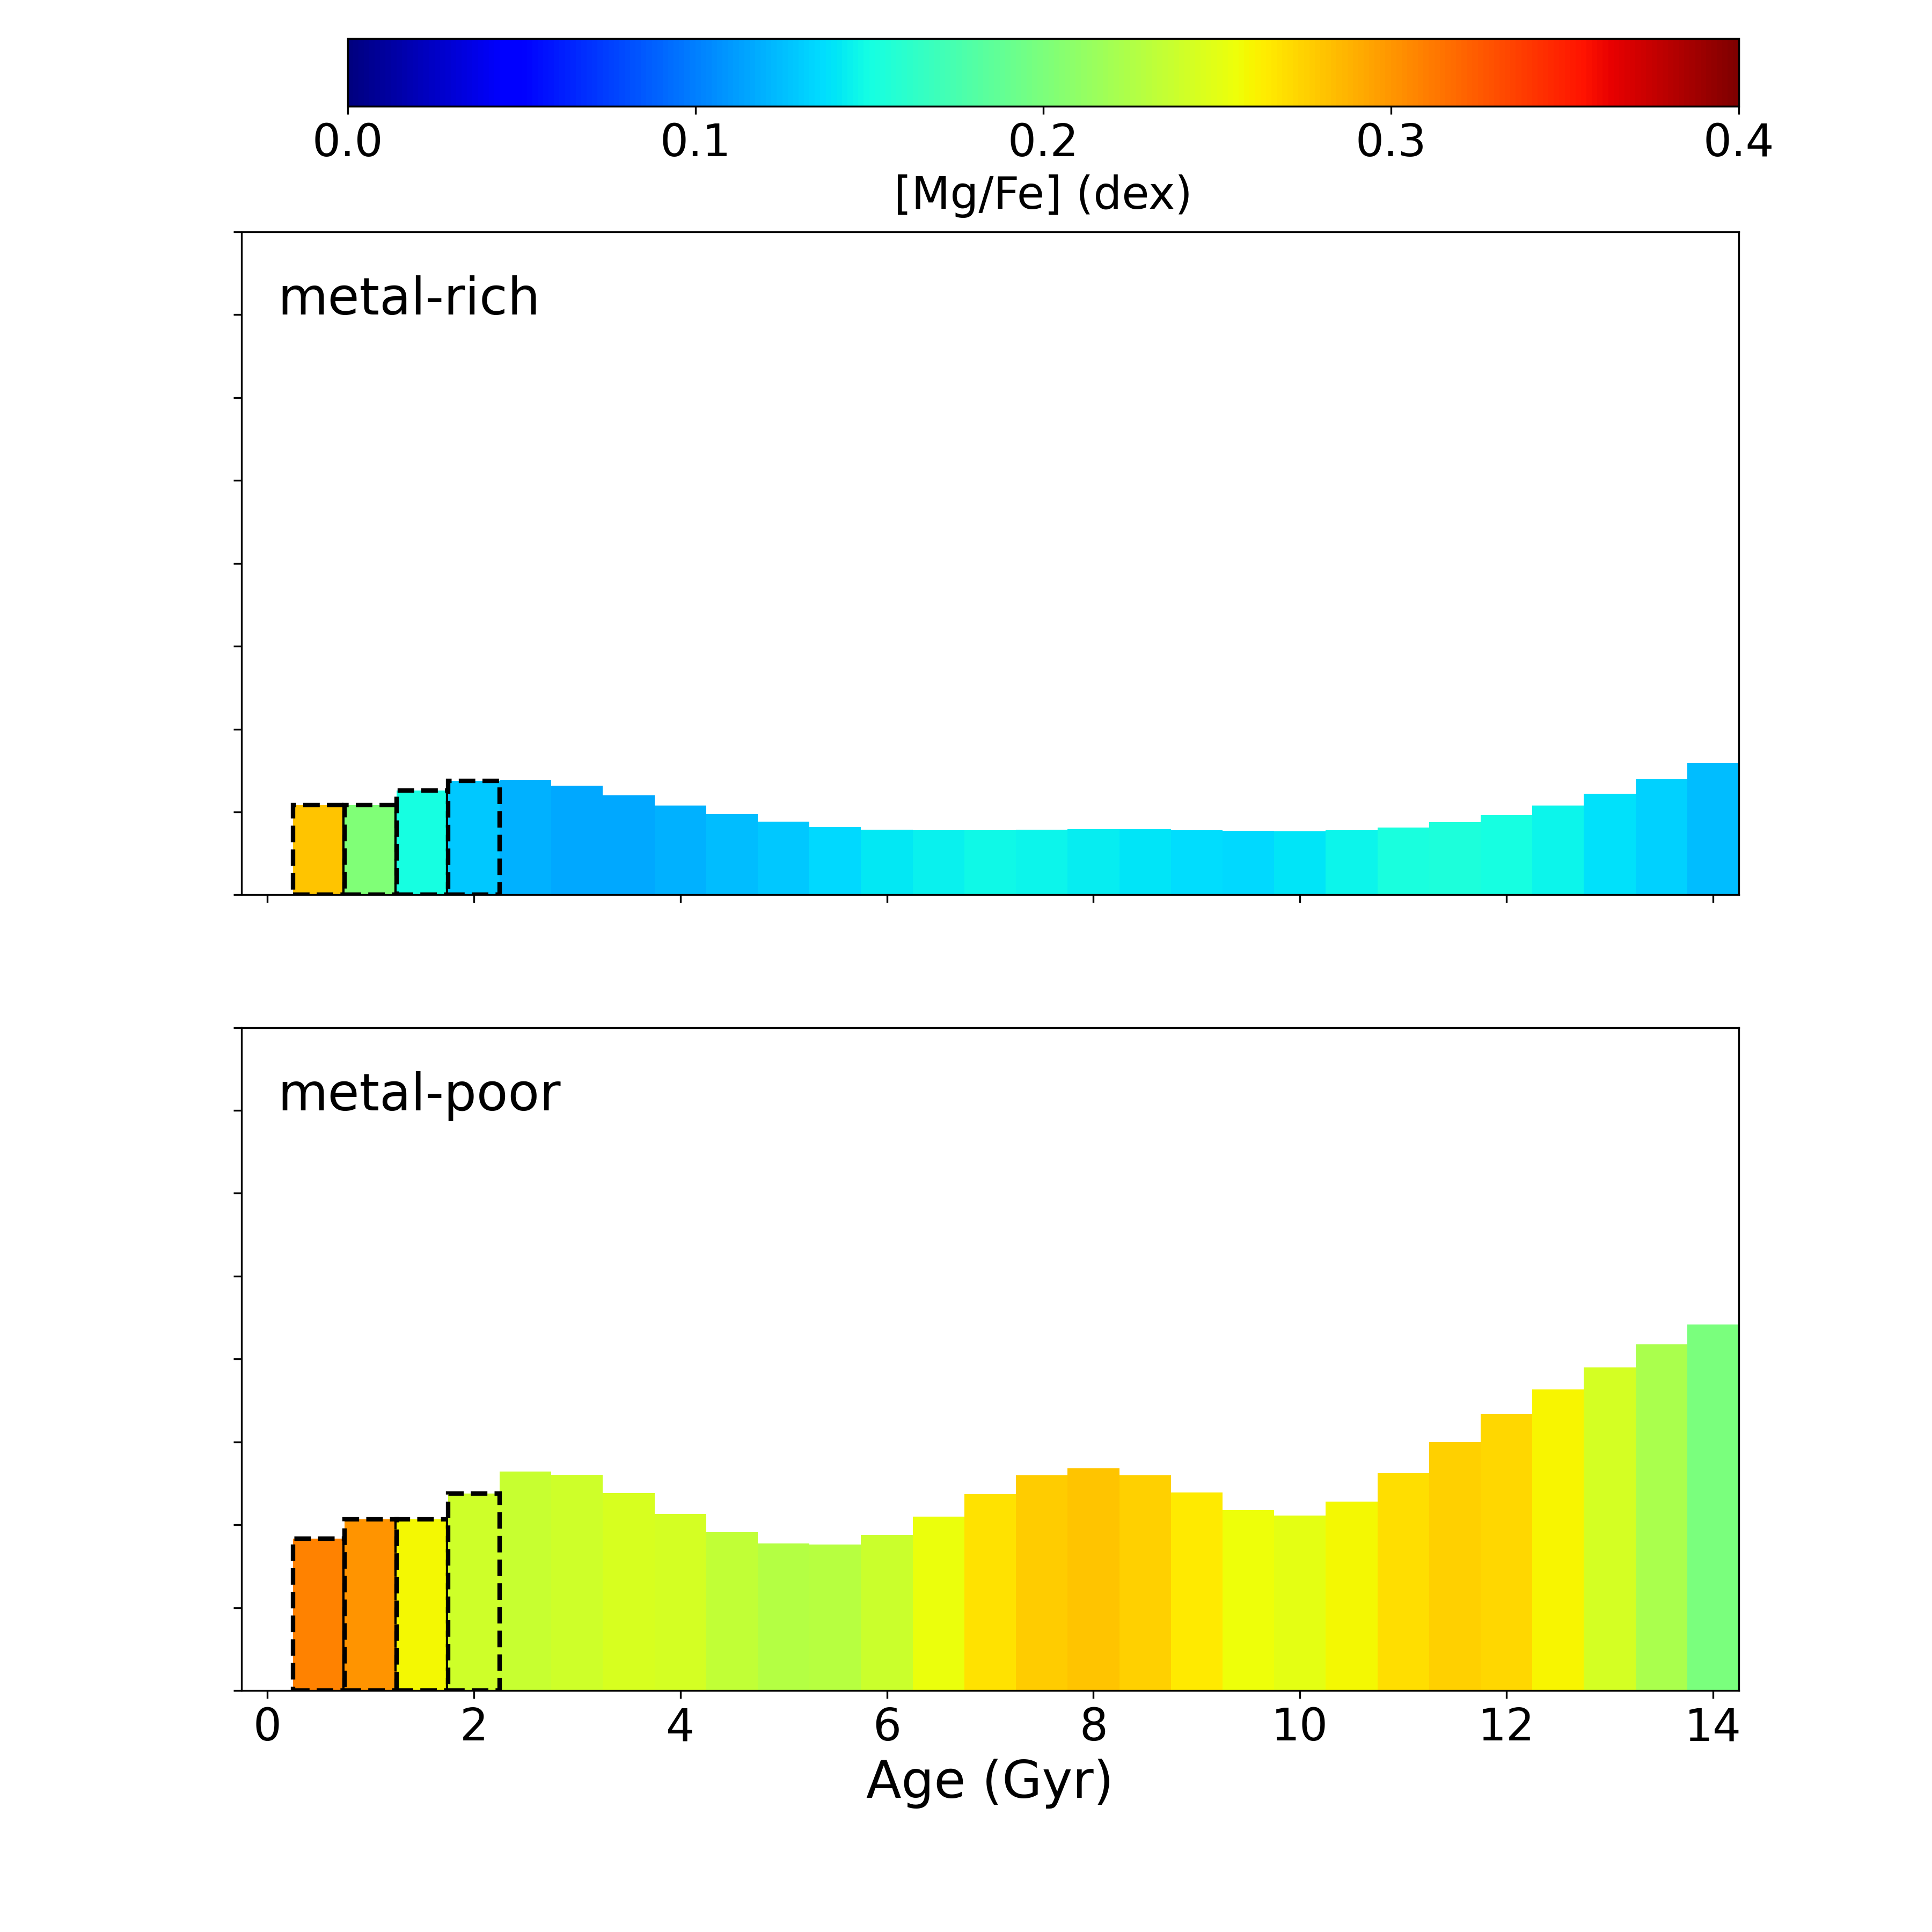 0.0 0.1 0.2 0.3 0.4
[Mg/Fe] (dex)
metal-rich
metal-poor
0 2 4 6 8 10 12 14
Age (Gyr)